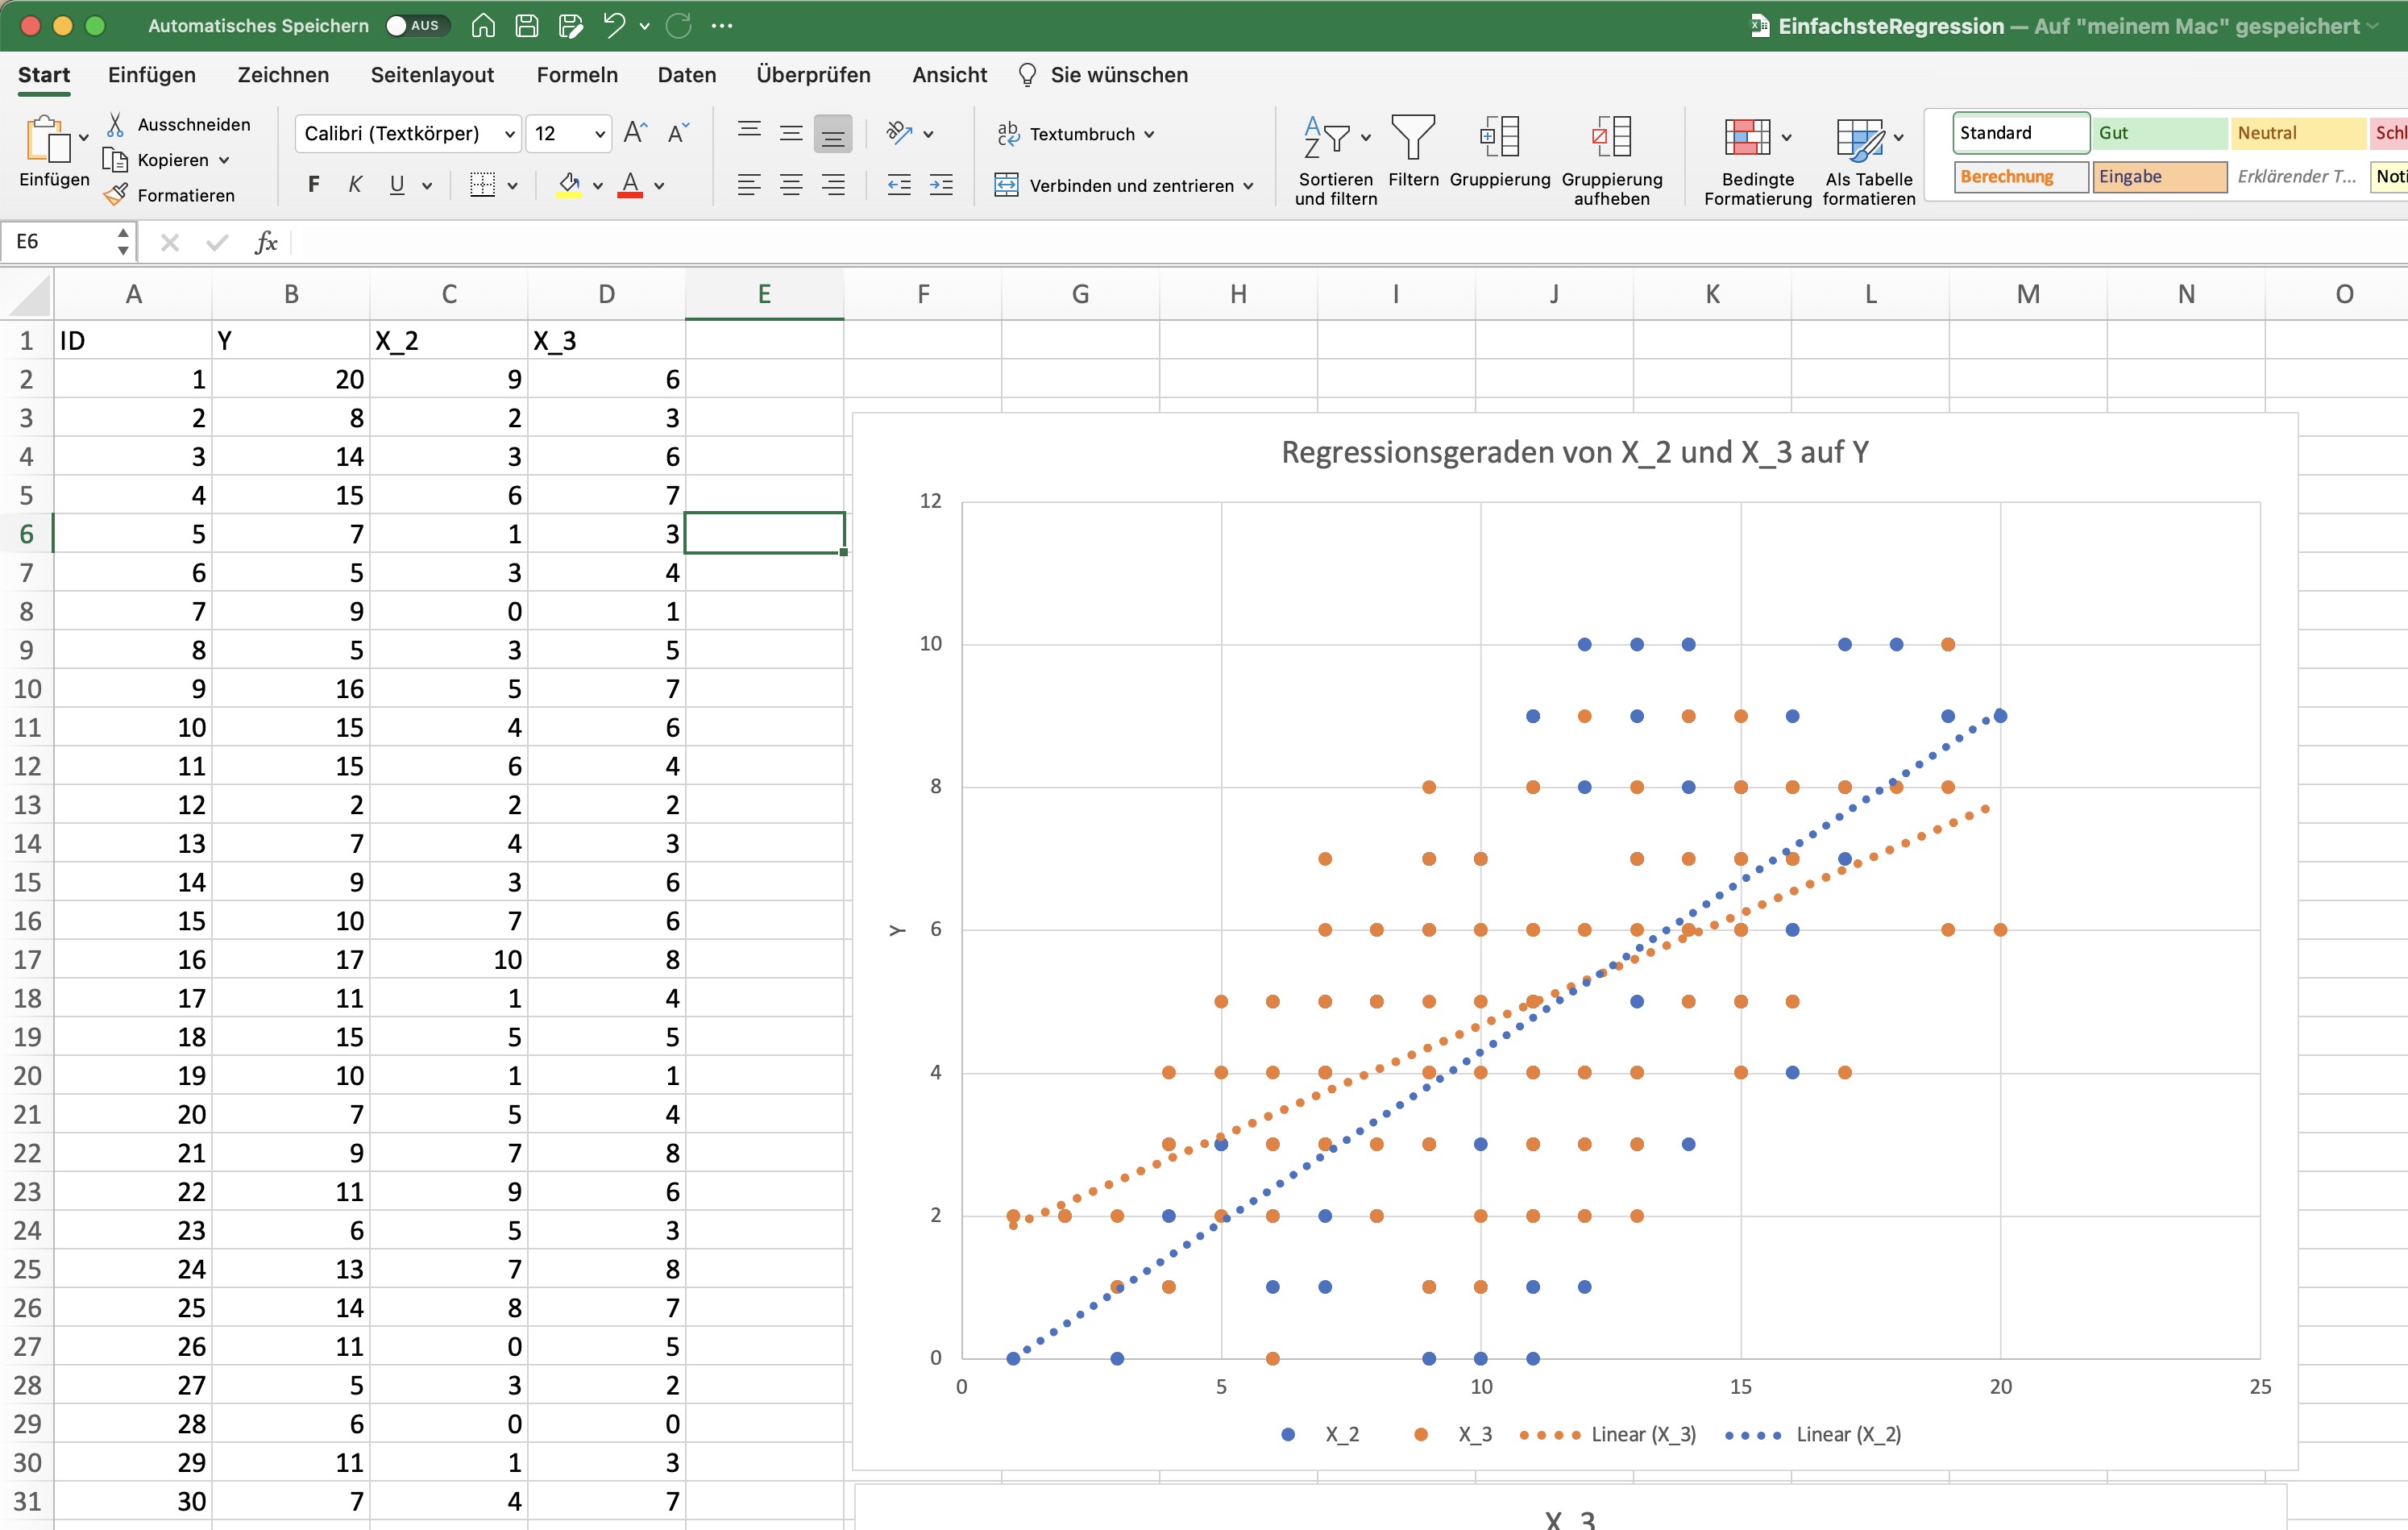 Automatisches Speichern AUS EinfachsteRegression — Auf "meinem Mac" gespeichert
Start Einfügen Zeichnen Seitenlayout Formeln Daten Überprüfen Ansicht Sie wünschen
Einfügen
Ausschneiden
Kopieren
Formatieren
Calibri (Textkörper) 12
F K U
Textumbruch
Verbinden und zentrieren
Sortieren und filtern
Filtern
Gruppierung
Gruppierung aufheben
Bedingte Formatierung
Als Tabelle formatieren
Standard Gut Neutral Schl
Berechnung Eingabe Erklärender T... Noti
E6 fx
A B C D E F G H I J K L M N O
1 ID Y X_2 X_3
2 1 20 9 6
3 2 8 2 3
4 3 14 3 6
5 4 15 6 7
6 5 7 1 3
7 6 5 3 4
8 7 9 0 1
9 8 5 3 5
10 9 16 5 7
11 10 15 4 6
12 11 15 6 4
13 12 2 2 2
14 13 7 4 3
15 14 9 3 6
16 15 10 7 6
17 16 17 10 8
18 17 11 1 4
19 18 15 5 5
20 19 10 1 1
21 20 7 5 4
22 21 9 7 8
23 22 11 9 6
24 23 6 5 3
25 24 13 7 8
26 25 14 8 7
27 26 11 0 5
28 27 5 3 2
29 28 6 0 0
30 29 11 1 3
31 30 7 4 7
Regressionsgeraden von X_2 und X_3 auf Y
12
10
8
6
4
2
0
Y
0 5 10 15 20 25
X_2 X_3 Linear (X_3) Linear (X_2)
X_3